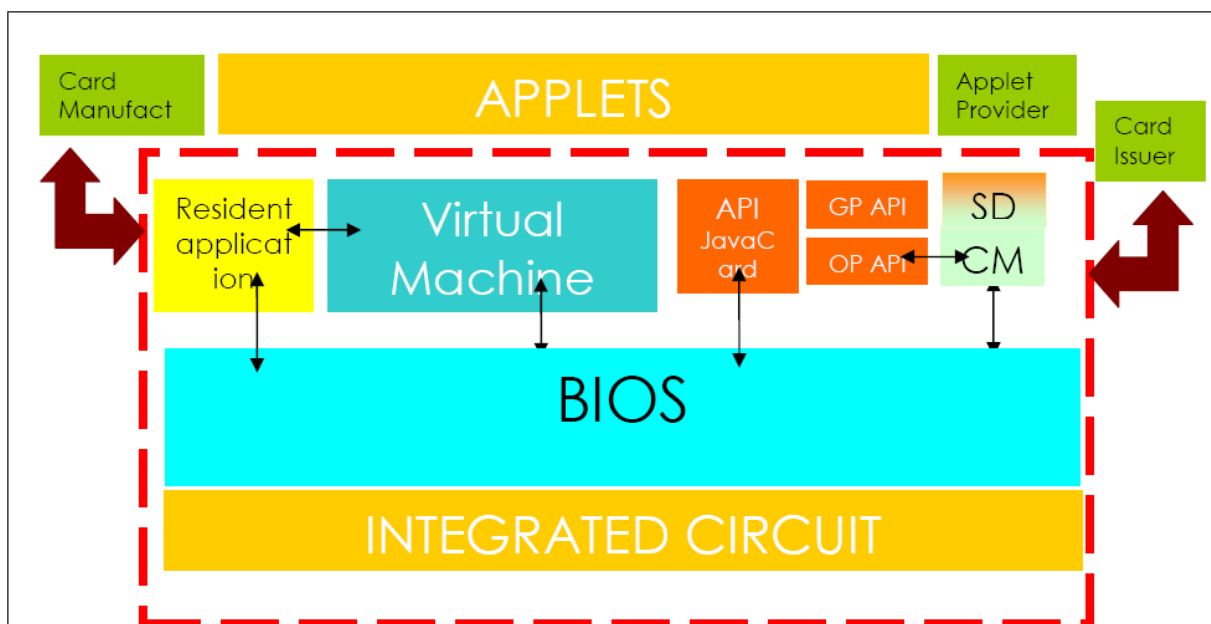 Card
Manufact
APPLETS
Applet
Provider
Card
Issuer
Resident
applicat
ion
Virtual
Machine
API
JavaC
ard
GP API
OP API
SD
CM
BIOS
INTEGRATED CIRCUIT